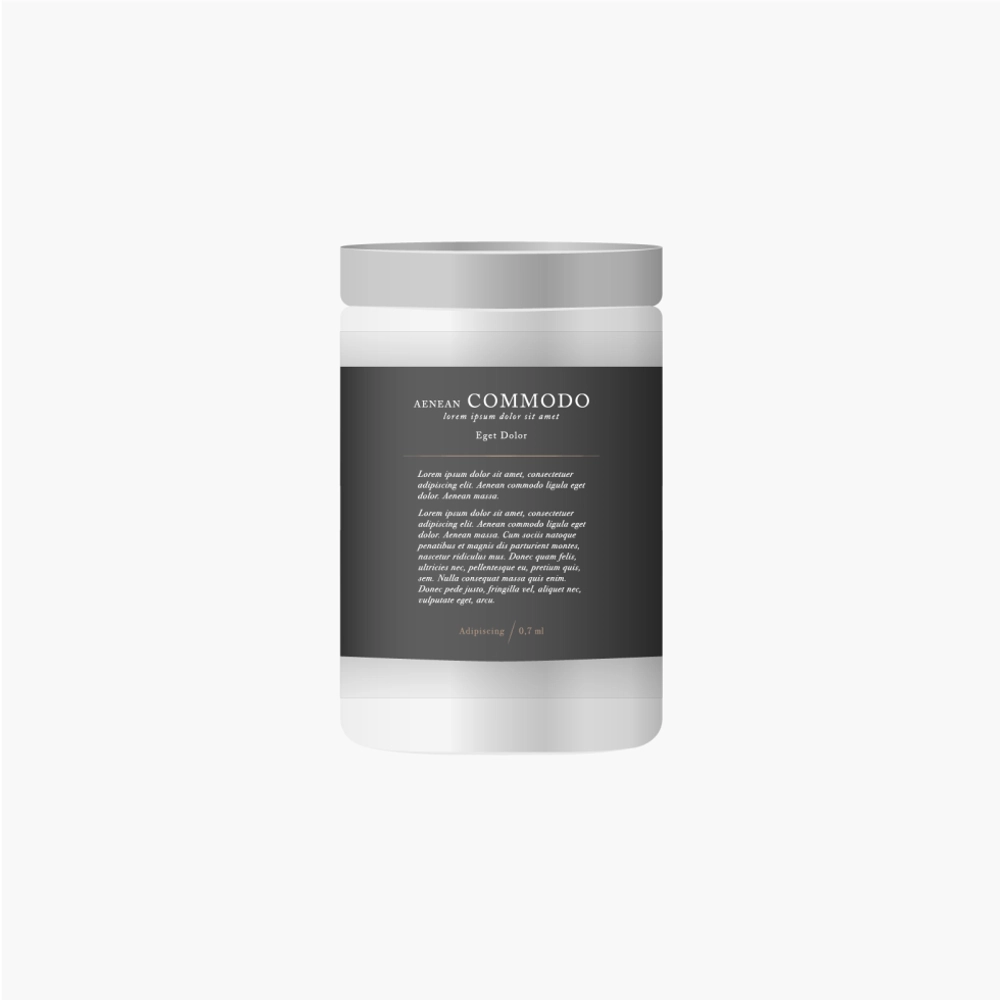 AENEAN COMMODO
lorem ipsum dolor sit amet
Eget Dolor
Lorem ipsum dolor sit amet, consectetuer
adipiscing elit. Aenean commodo ligula eget
dolor. Aenean massa.
Lorem ipsum dolor sit amet, consectetuer
adipiscing elit. Aenean commodo ligula eget
dolor. Aenean massa. Cum sociis natoque
penatibus et magnis dis parturient montes,
nascetur ridiculus mus. Donec quam felis,
ultricies nec, pellentesque eu, pretium quis,
sem. Nulla consequat massa quis enim.
Donec pede justo, fringilla vel, aliquet nec,
vulputate eget, arcu.
Adipiscing / 0,7 ml